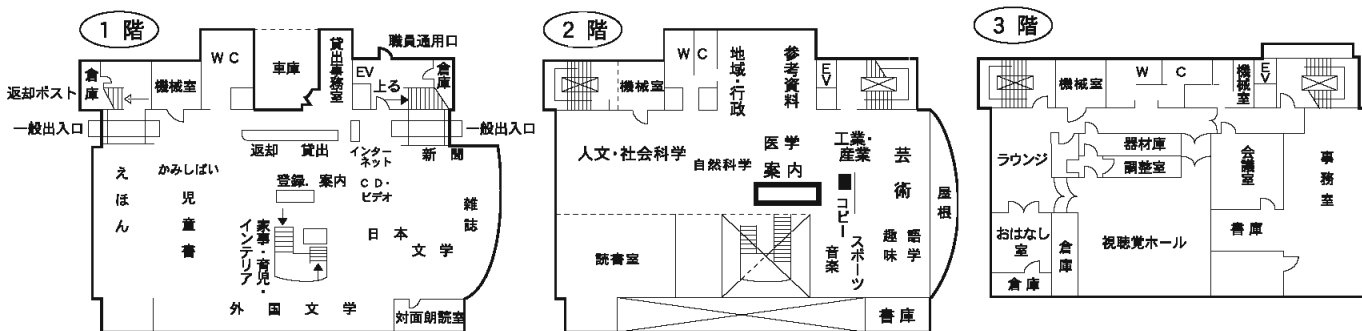 1 階
職員通用口
WC
車庫
貸出事務室
EV
上る
倉庫
倉庫
機械室
返却ポスト
一般出入口
一般出入口
返却 貸出
インターネット
新聞
えほん
かみしばい
児童書
登録．案内
CD・ビデオ
雑誌
家事・育児・インテリア
日本文学
外国文学
対面朗読室
2 階
WC
機械室
地域・行政
参考資料
EV
人文・社会科学
自然科学
医学
案内
工業・産業
芸術
コピー
屋根
読書室
音楽
スポーツ
趣味
語学
書庫
3 階
機械室
WC
機械室
EV
ラウンジ
器材庫
調整室
会議室
事務室
おはなし室
倉庫
視聴覚ホール
書庫
倉庫